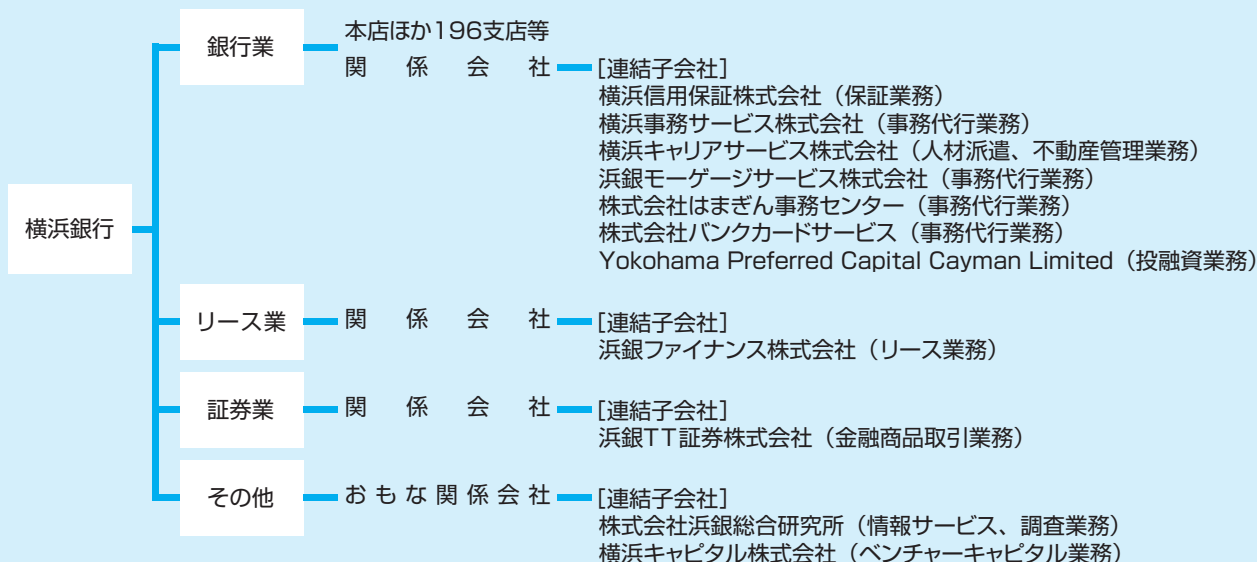 横浜銀行
銀行業
本店ほか196支店等
関係会社
[連結子会社]
横浜信用保証株式会社（保証業務）
横浜事務サービス株式会社（事務代行業務）
横浜キャリアサービス株式会社（人材派遣、不動産管理業務）
浜銀モーゲージサービス株式会社（事務代行業務）
株式会社はまぎん事務センター（事務代行業務）
株式会社バンクカードサービス（事務代行業務）
Yokohama Preferred Capital Cayman Limited（投融資業務）
リース業
関係会社
[連結子会社]
浜銀ファイナンス株式会社（リース業務）
証券業
関係会社
[連結子会社]
浜銀TT証券株式会社（金融商品取引業務）
その他
おもな関係会社
[連結子会社]
株式会社浜銀総合研究所（情報サービス、調査業務）
横浜キャピタル株式会社（ベンチャーキャピタル業務）